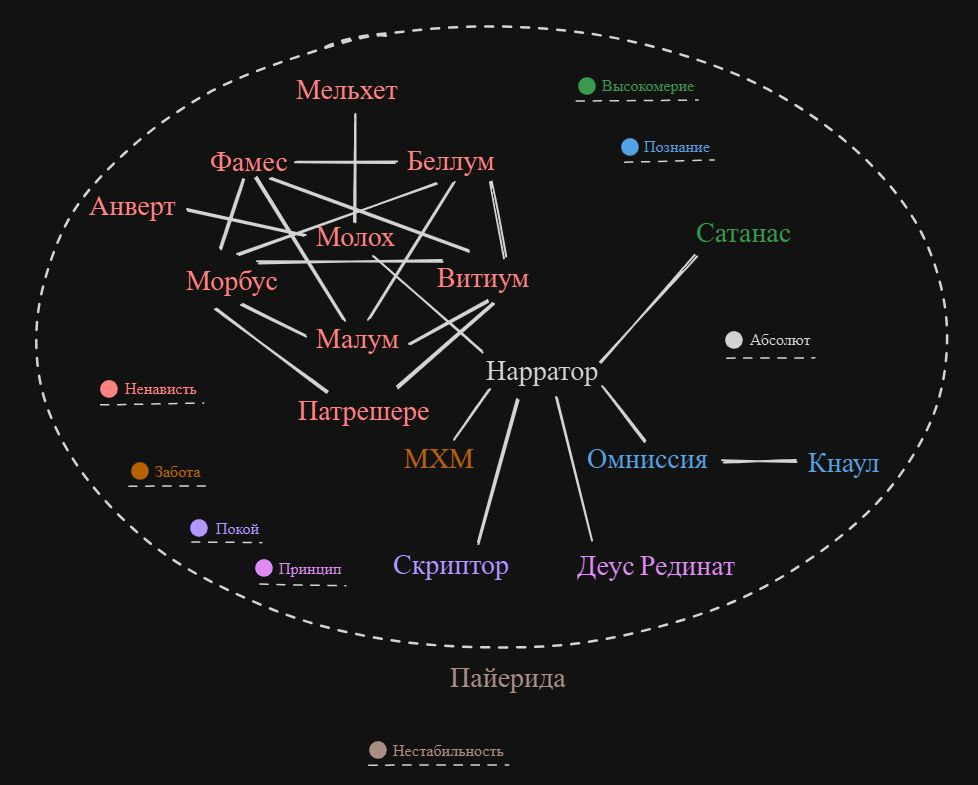 Мельхет
Высокомерие
Фамес
Беллум
Познание
Анверт
Молох
Сатанас
Морбус
Витиум
Малум
Абсолют
Нарратор
Ненависть
Патрешере
МХМ
Омниссия
Кнаул
Забота
Покой
Принцип
Скриптор
Деус Рединат
Пайерида
Нестабильность